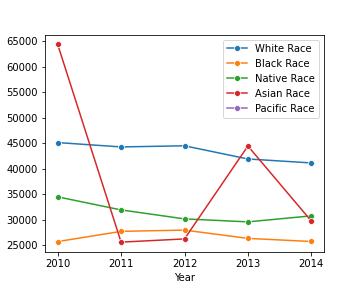 65000
60000
55000
50000
45000
40000
35000
30000
25000
White Race
Black Race
Native Race
Asian Race
Pacific Race
2010 2011 2012 2013 2014
Year